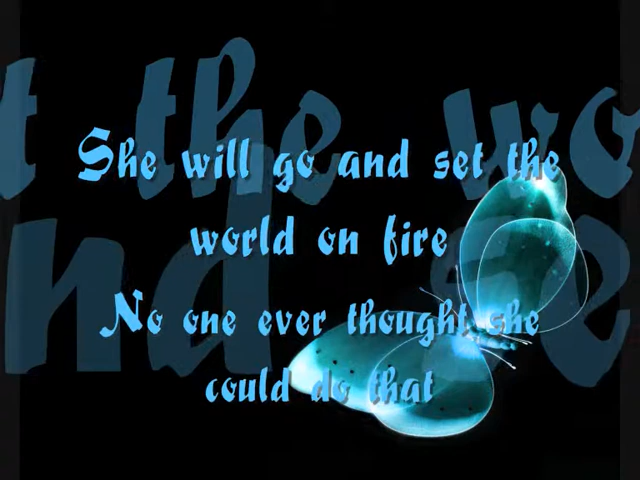 She will go and set the
world on fire
No one ever thought she
could do that